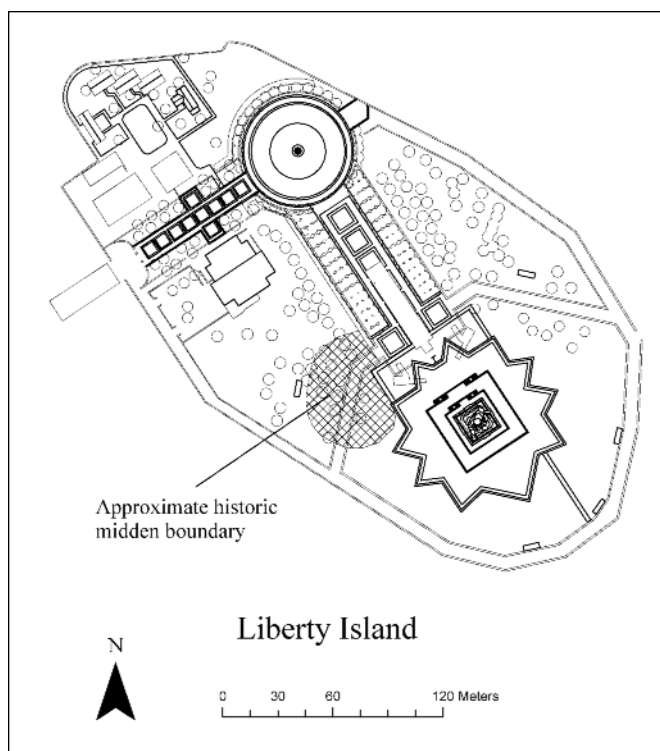 Approximate historic
midden boundary
Liberty Island
N
0 30 60 120 Meters